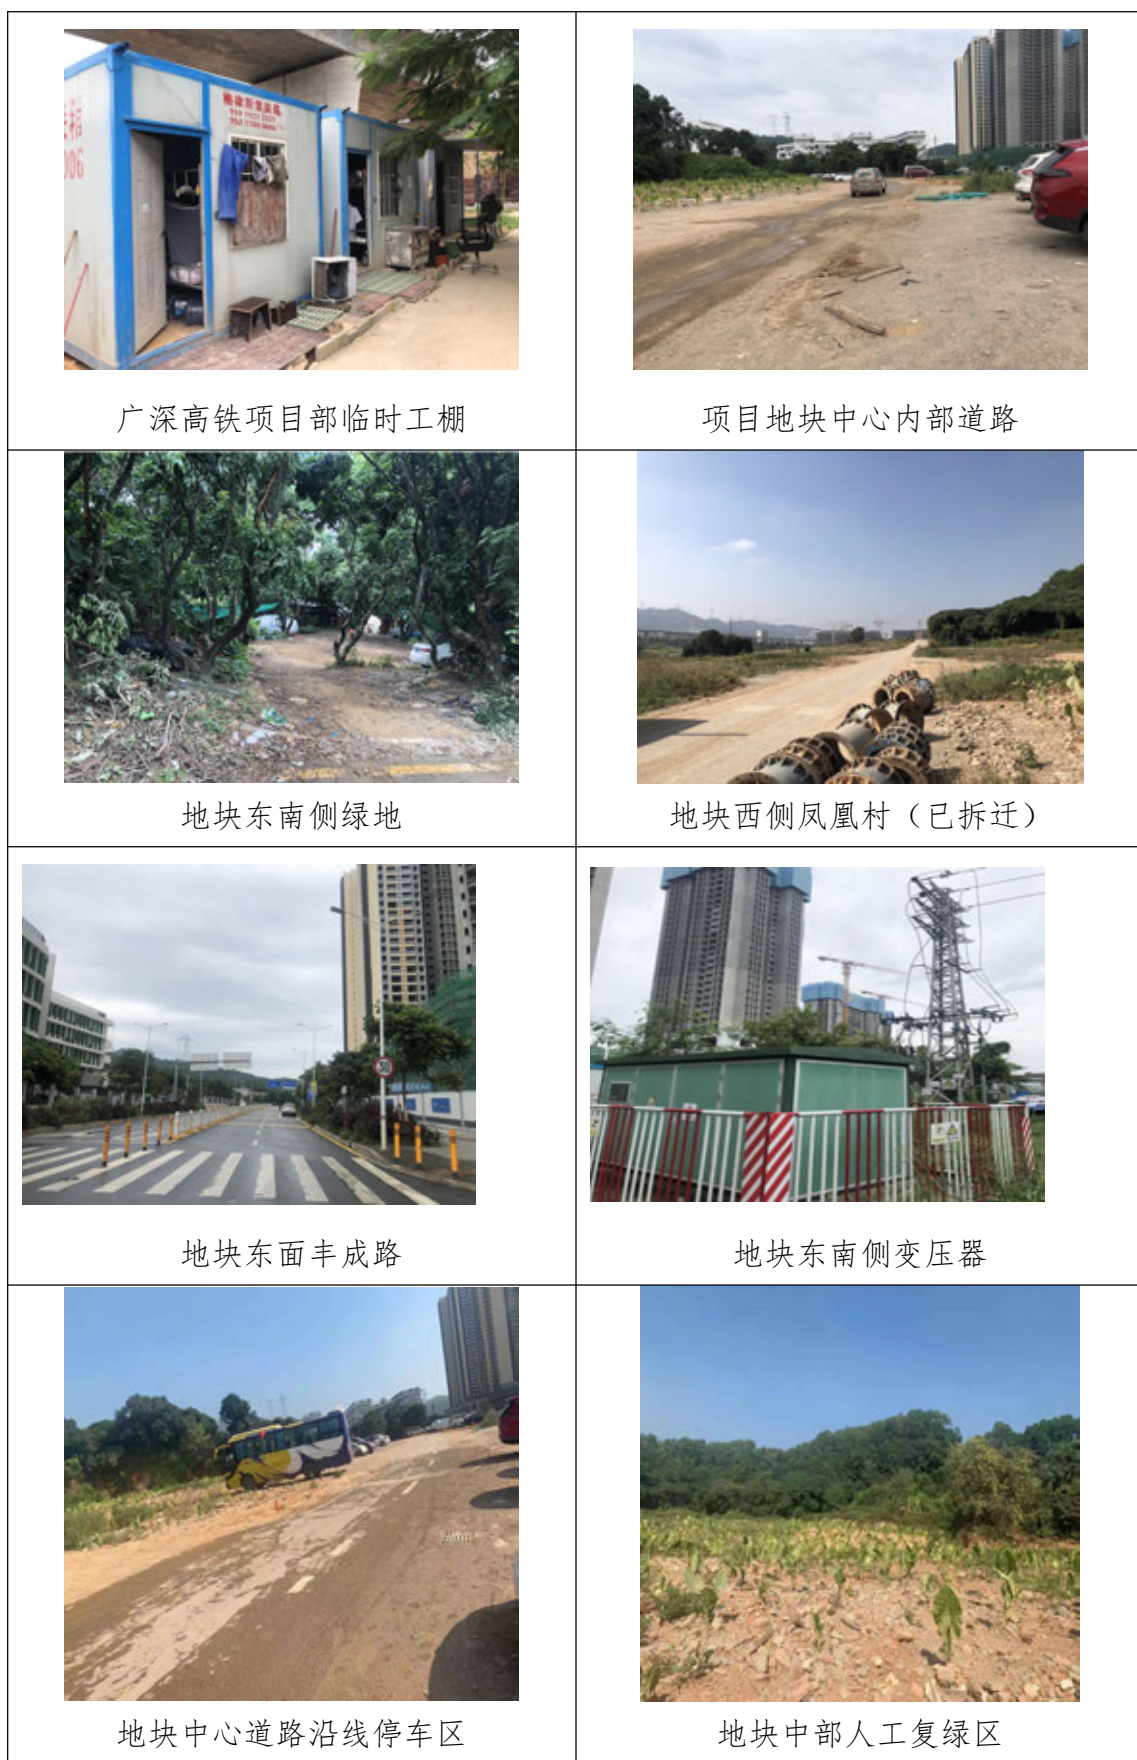 广深高铁项目部临时工棚
项目地块中心内部道路
地块东南侧绿地
地块西侧凤凰村（已拆迁）
地块东面丰成路
地块东南侧变压器
地块中心道路沿线停车区
地块中部人工复绿区